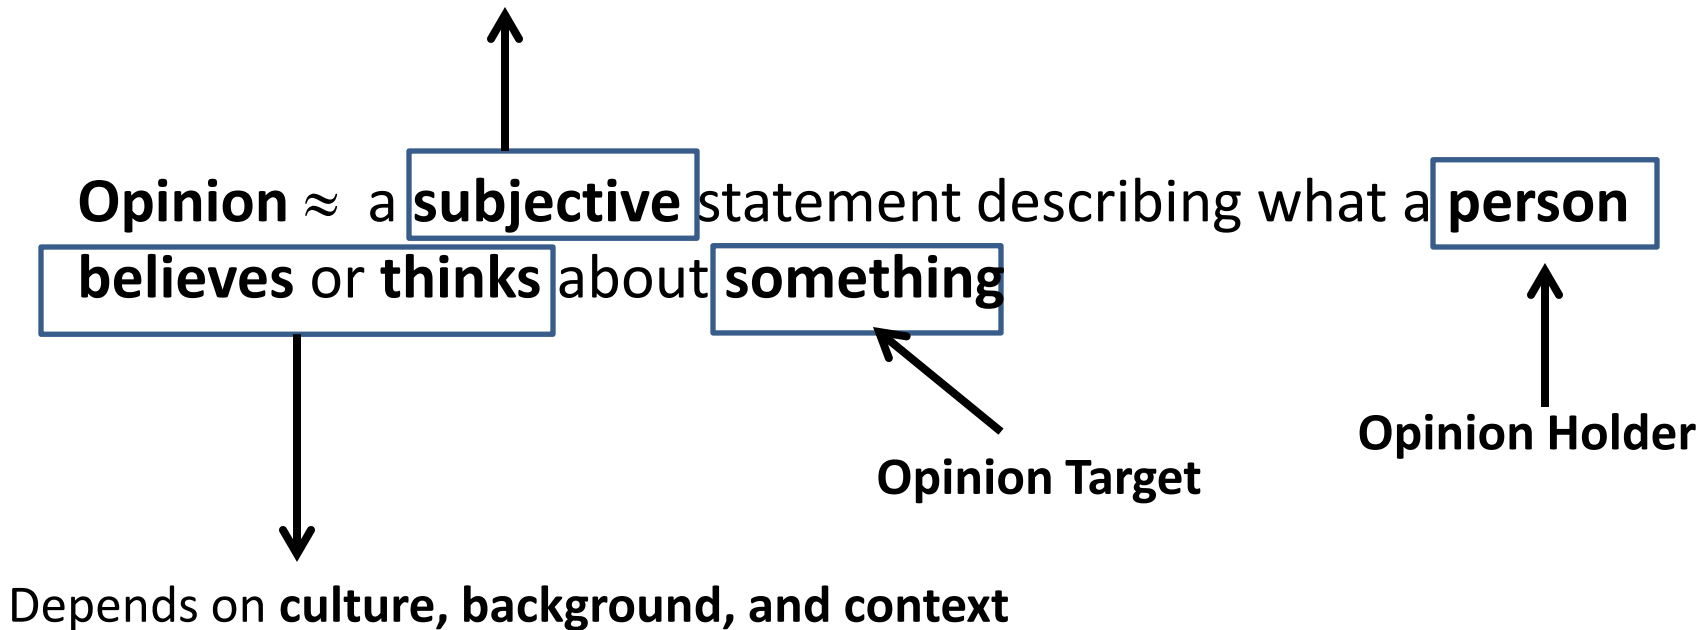 Opinion ≈ a subjective statement describing what a person
believes or thinks about something
Opinion Holder
Opinion Target
Depends on culture, background, and context